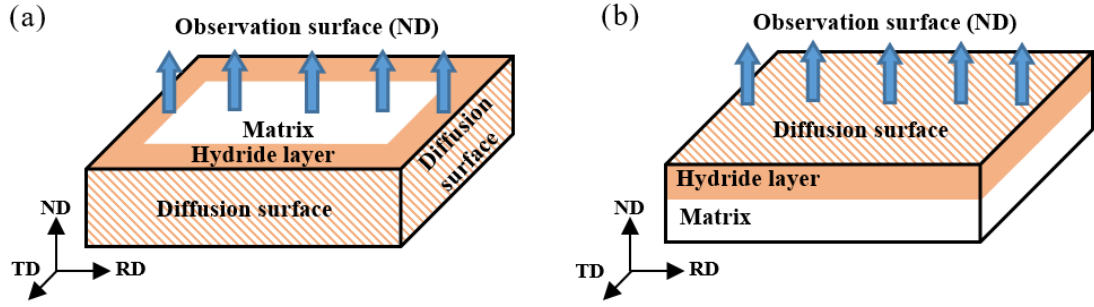 (a)
Observation surface (ND)
Matrix
Hydride layer
Diffusion
surface
Diffusion surface
ND
TD
RD
(b)
Observation surface (ND)
Diffusion surface
Hydride layer
Matrix
ND
TD
RD